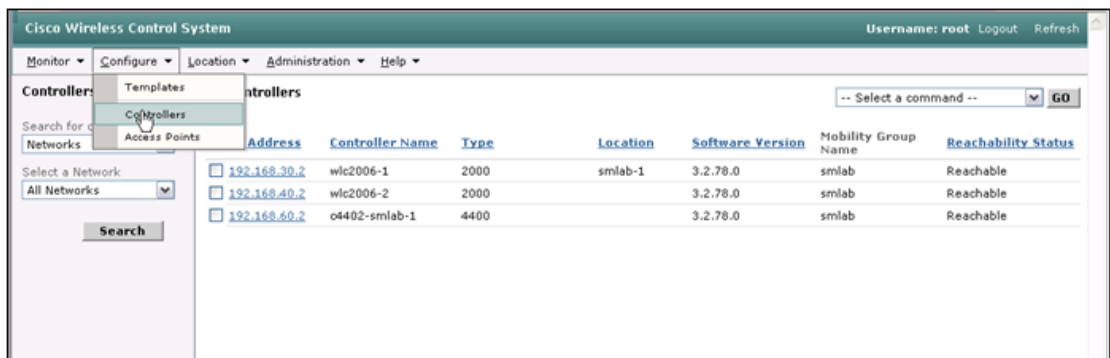 Cisco Wireless Control System
Username: root Logout Refresh
Monitor Configure Location Administration Help
Controllers
Templates
Controllers
Access Points
ntrollers
-- Select a command -- GO
Search for
Networks
Select a Network
All Networks
Search
Address Controller Name Type Location Software Version Mobility Group Name Reachability Status
192.168.30.2 wlc2006-1 2000 smlab-1 3.2.78.0 smlab Reachable
192.168.40.2 wlc2006-2 2000 3.2.78.0 smlab Reachable
192.168.60.2 c4402-smlab-1 4400 3.2.78.0 smlab Reachable